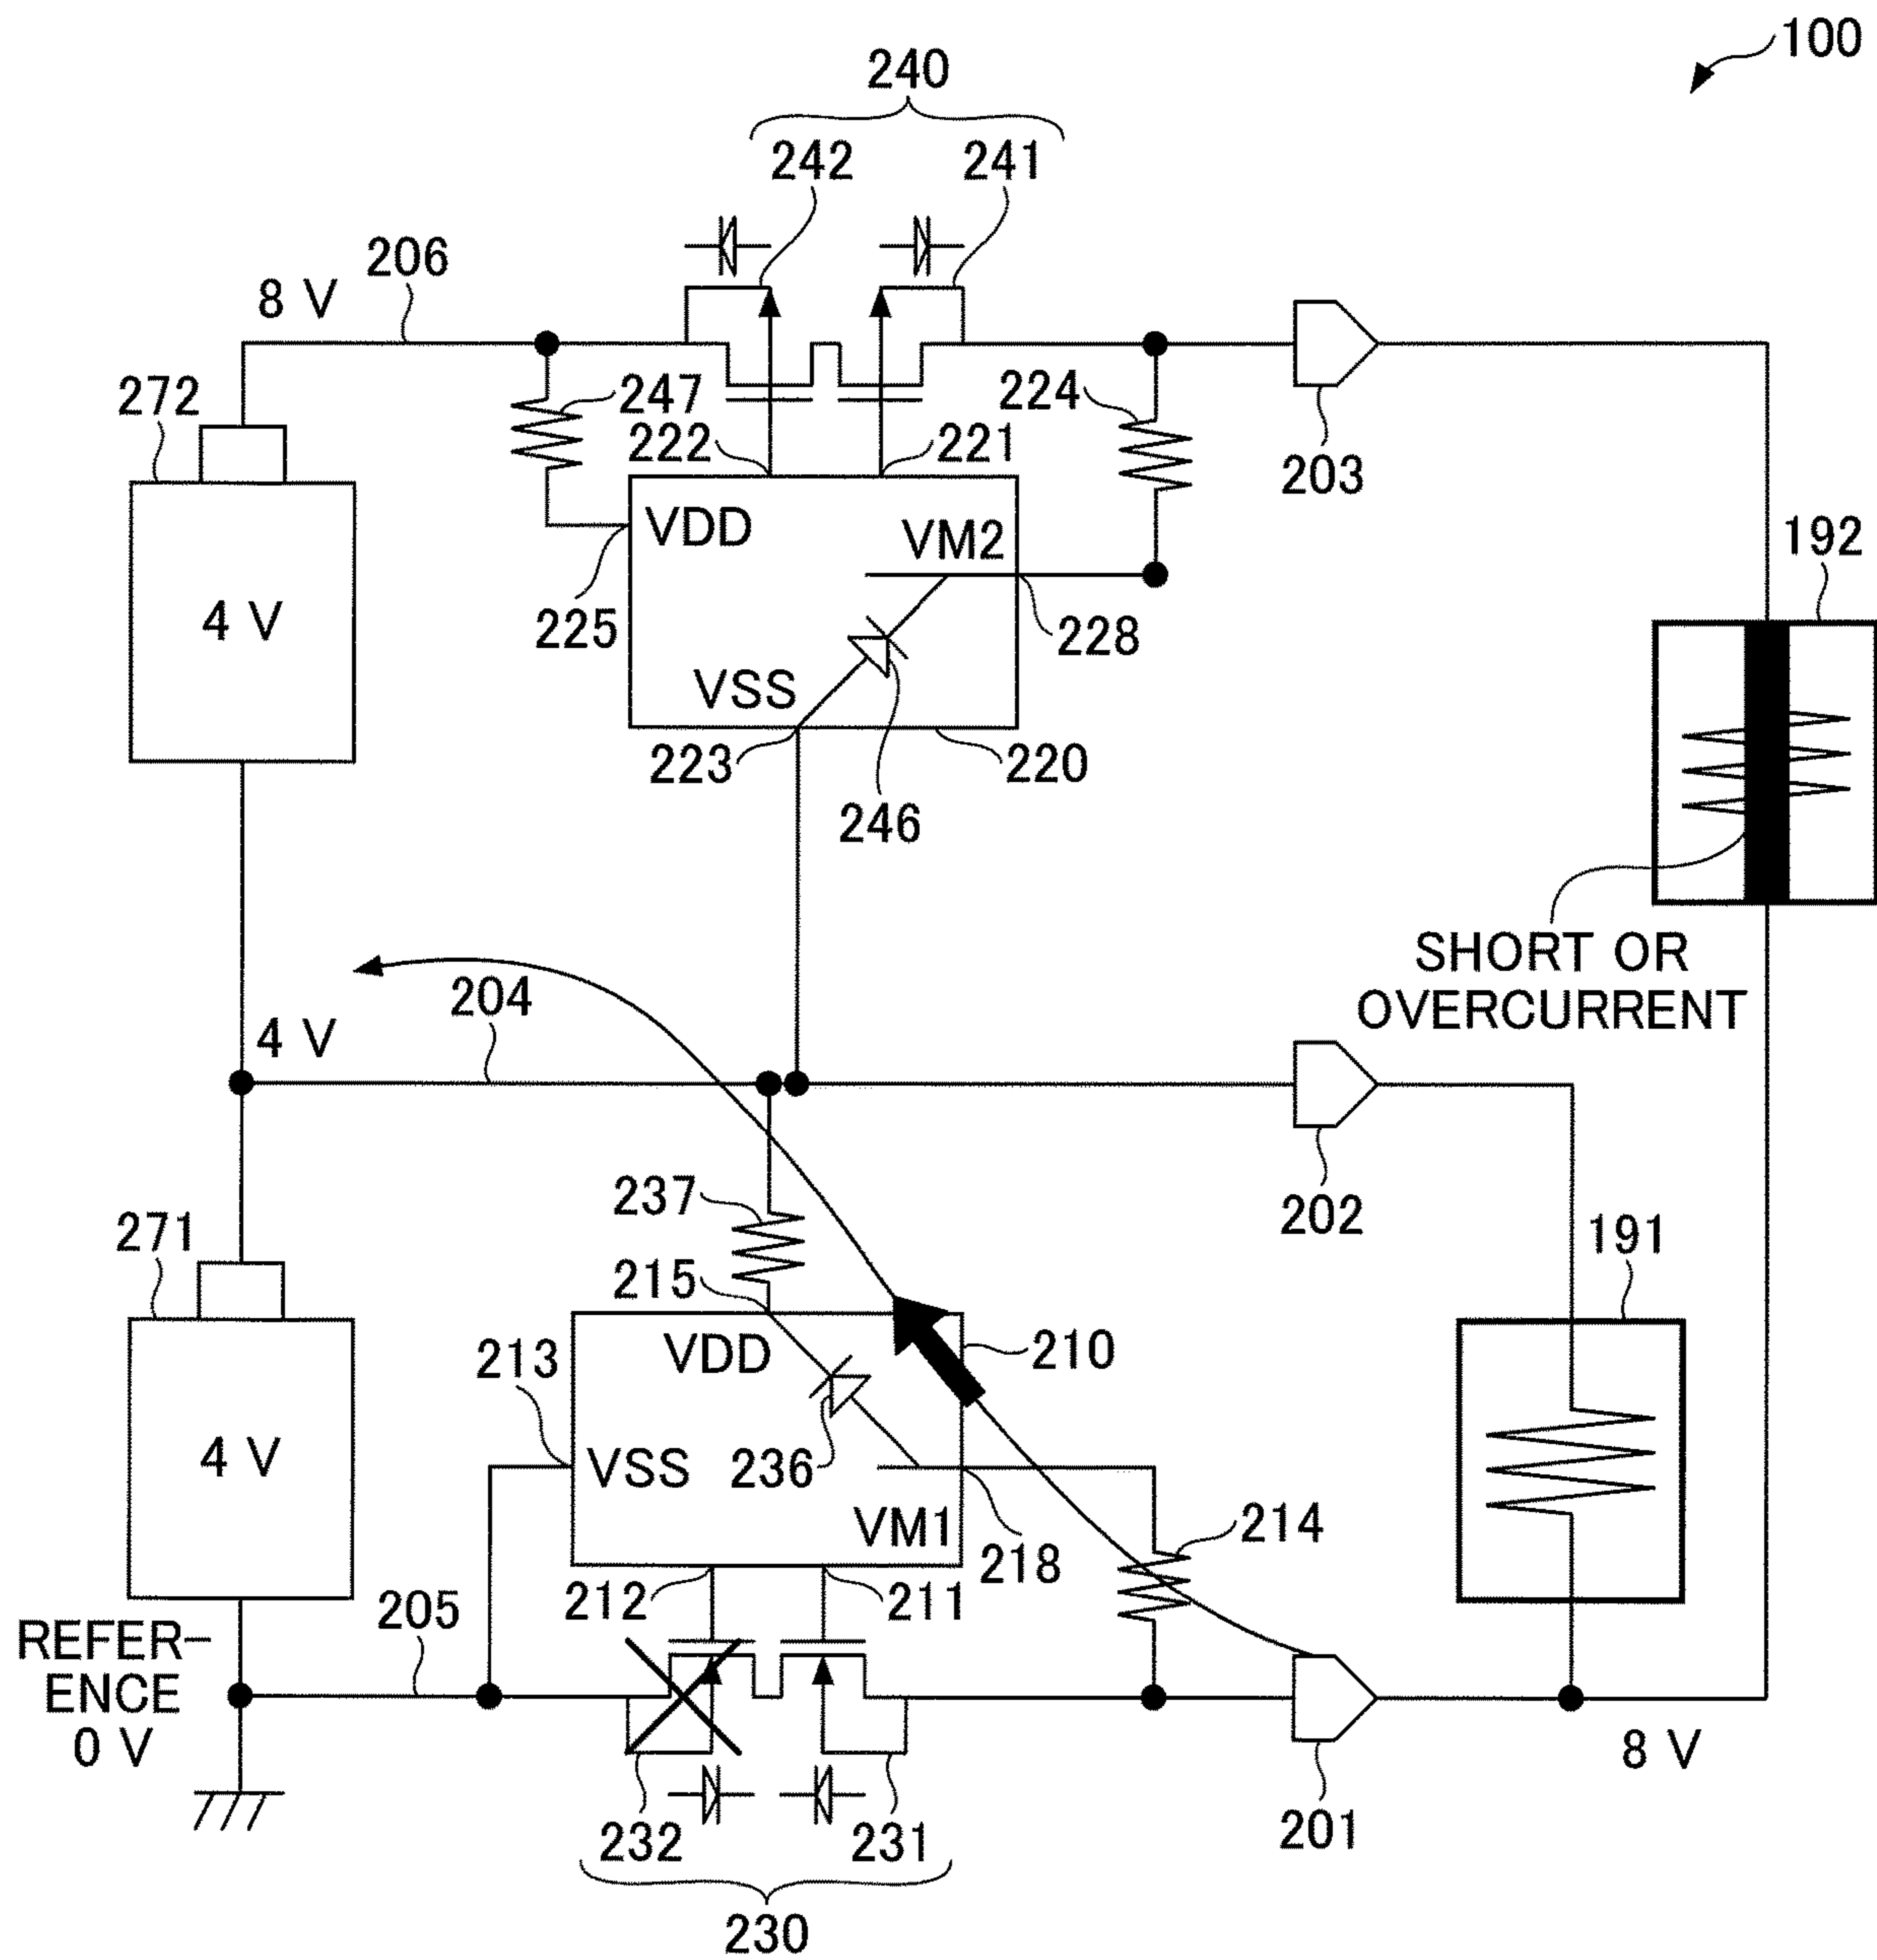 100
240
242 241
206
8 V
272
247
224
222
221
203
VDD
VM2
192
4 V
225
228
VSS
223
220
246
SHORT OR
OVERCURRENT
204
4 V
237
202
271
191
215
213
VDD
210
4 V
VSS
236
VM1
214
218
212
211
205
REFER-
ENCE
0 V
8 V
232
231
201
230